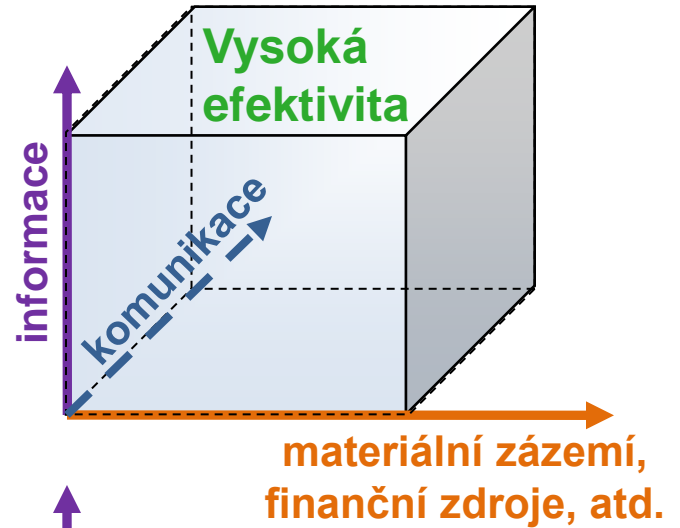 Vysoká
efektivita
informace
komunikace
materiální zázemí,
finanční zdroje, atd.